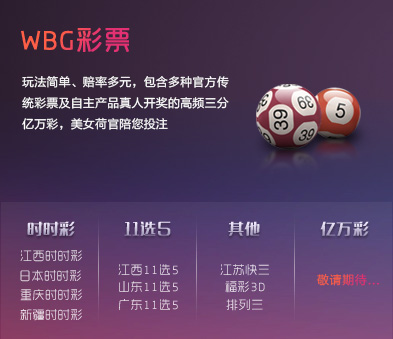 WBG彩票
玩法简单、赔率多元，包含多种官方传
统彩票及自主产品真人开奖的高频三分
亿万彩，美女荷官陪您投注
39
66
39
5
时时彩
江西时时彩
日本时时彩
重庆时时彩
新疆时时彩
11选5
江西11选5
山东11选5
广东11选5
其他
江苏快三
福彩3D
排列三
亿万彩
敬请期待...